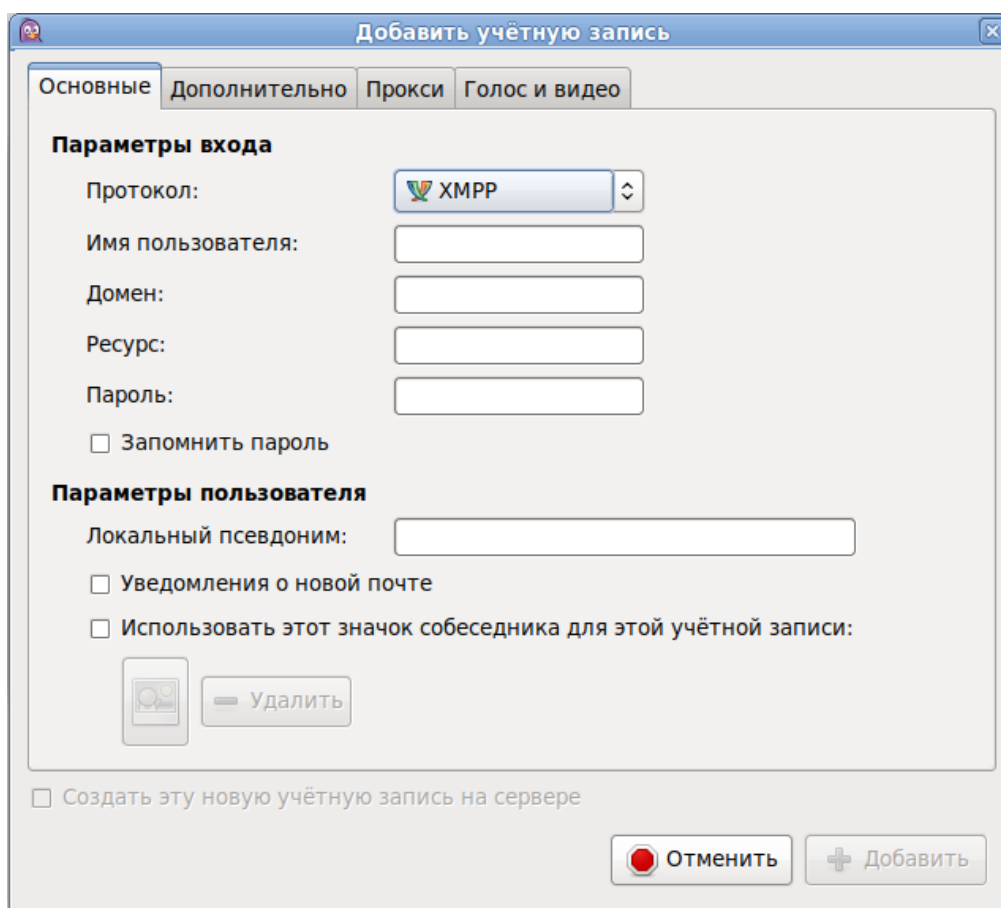 Добавить учётную запись
Основные Дополнительно Прокси Голос и видео
Параметры входа
Протокол: XMPP
Имя пользователя:
Домен:
Ресурс:
Пароль:
Запомнить пароль
Параметры пользователя
Локальный псевдоним:
Уведомления о новой почте
Использовать этот значок собеседника для этой учётной записи:
Удалить
Создать эту новую учётную запись на сервере
Отменить Добавить